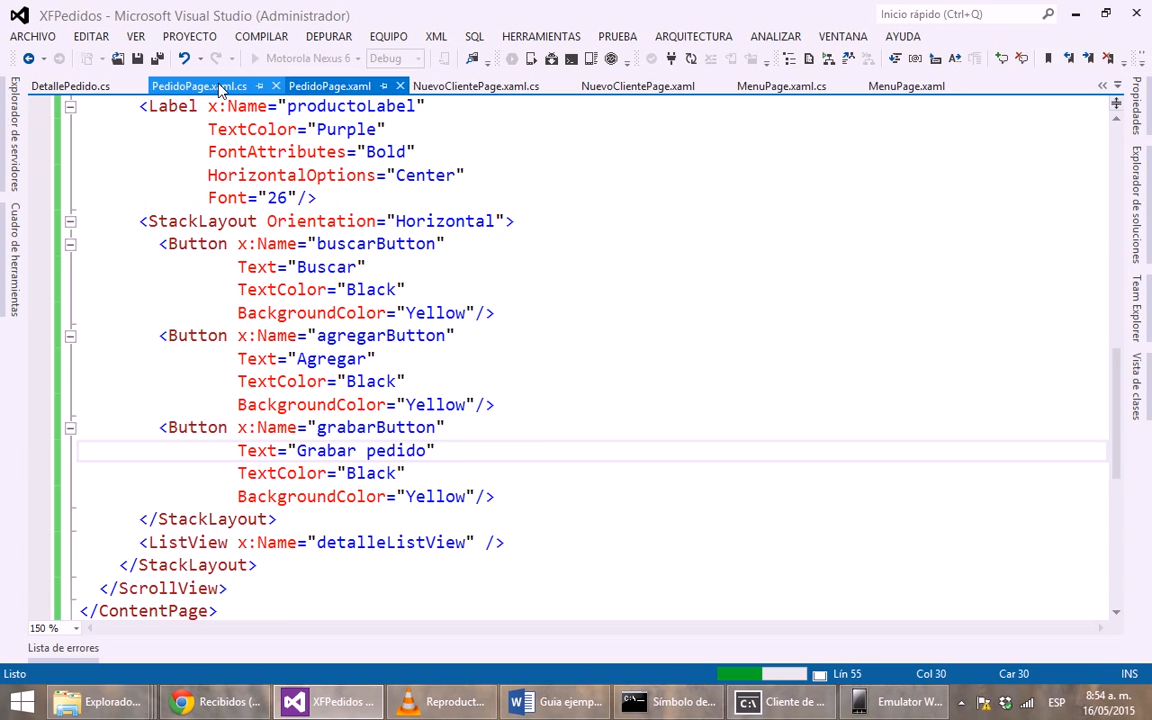 XFPedidos - Microsoft Visual Studio (Administrador)
Inicio rápido (Ctrl+Q)
ARCHIVO EDITAR VER PROYECTO COMPILAR DEPURAR EQUIPO XML SQL HERRAMIENTAS PRUEBA ARQUITECTURA ANALIZAR VENTANA AYUDA
Motorola Nexus 6 Debug
DetallePedido.cs PedidoPage.xaml.cs PedidoPage.xaml NuevoClientePage.xaml.cs NuevoClientePage.xaml MenuPage.xaml.cs MenuPage.xaml
Explorador de servidores
Cuadro de herramientas
<Label x:Name="productoLabel"
TextColor="Purple"
FontAttributes="Bold"
HorizontalOptions="Center"
Font="26"/>
<StackLayout Orientation="Horizontal">
<Button x:Name="buscarButton"
Text="Buscar"
TextColor="Black"
BackgroundColor="Yellow"/>
<Button x:Name="agregarButton"
Text="Agregar"
TextColor="Black"
BackgroundColor="Yellow"/>
<Button x:Name="grabarButton"
Text="Grabar pedido"
TextColor="Black"
BackgroundColor="Yellow"/>
</StackLayout>
<ListView x:Name="detalleListView" />
</StackLayout>
</ScrollView>
</ContentPage>
Propiedades
Explorador de soluciones
Team Explorer
Vista de clases
150 %
Lista de errores
Listo
Lín 55 Col 30 Car 30 INS
Explorado... Recibidos (... XFPedidos ... Reproduct... Guia ejemp... Símbolo de... Cliente de ... Emulator W... ESP
8:54 a. m.
16/05/2015